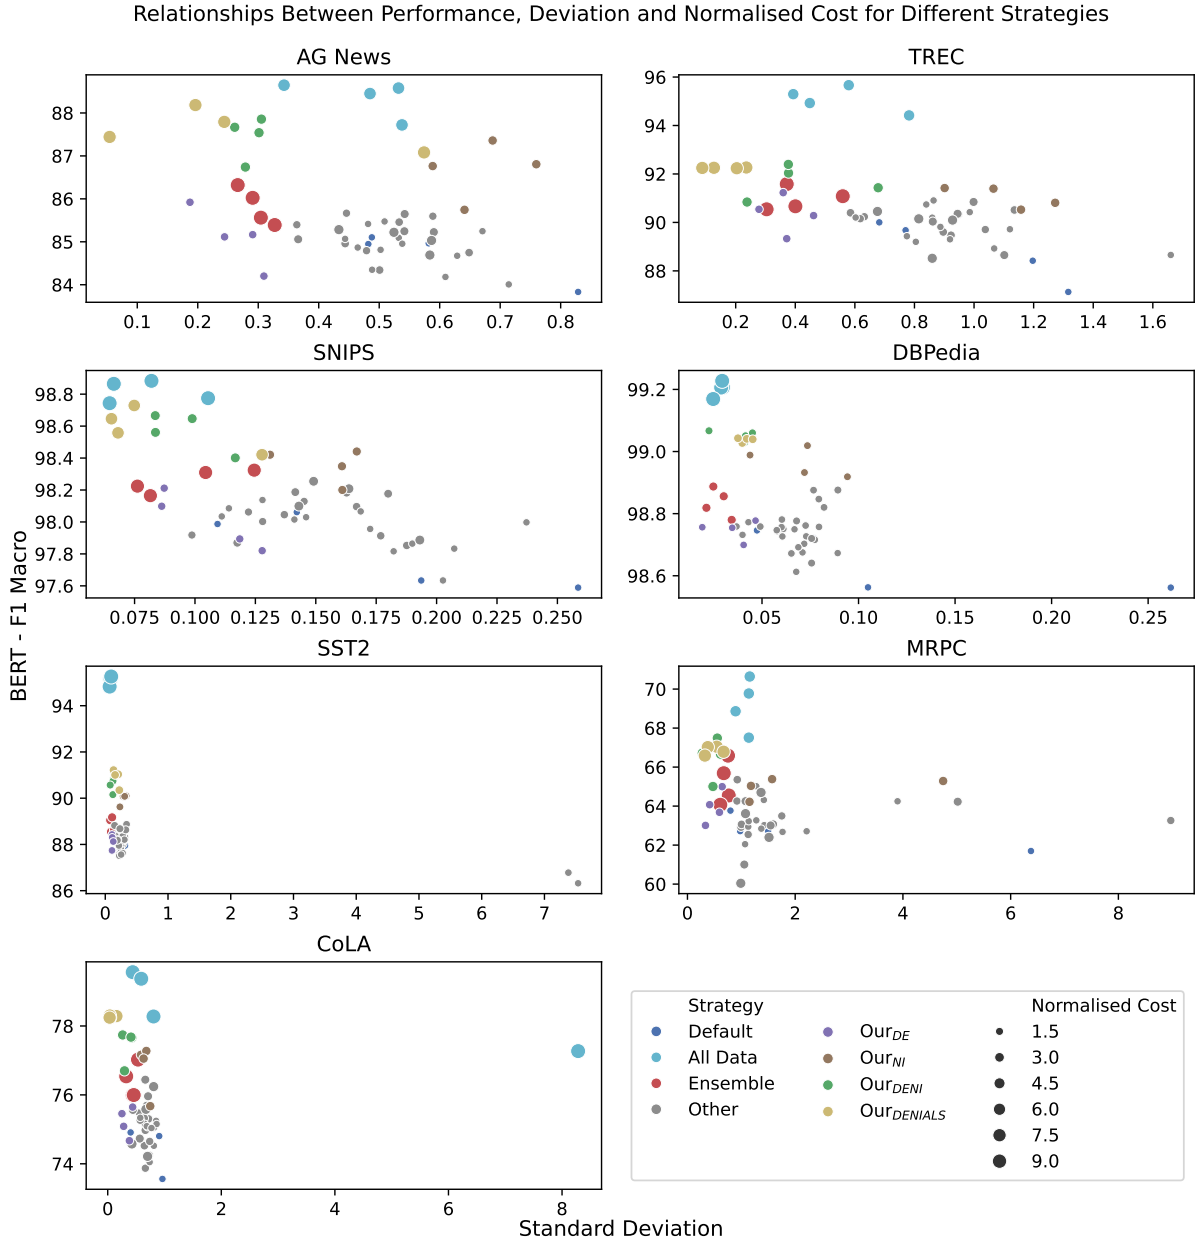 Relationships Between Performance, Deviation and Normalised Cost for Different Strategies
AG News
88
87
86
85
84
0.1 0.2 0.3 0.4 0.5 0.6 0.7 0.8
TREC
96
94
92
90
88
0.2 0.4 0.6 0.8 1.0 1.2 1.4 1.6
SNIPS
98.8
98.6
98.4
98.2
98.0
97.8
97.6
0.075 0.100 0.125 0.150 0.175 0.200 0.225 0.250
DBPedia
99.2
99.0
98.8
98.6
0.05 0.10 0.15 0.20 0.25
BERT - F1 Macro
SST2
94
92
90
88
86
0 1 2 3 4 5 6 7
MRPC
70
68
66
64
62
60
0 2 4 6 8
CoLA
78
76
74
0 2 4 6 8
Standard Deviation
Strategy
Default
All Data
Ensemble
Other
Our_DE
Our_NI
Our_DENI
Our_DENIALS
Normalised Cost
1.5
3.0
4.5
6.0
7.5
9.0